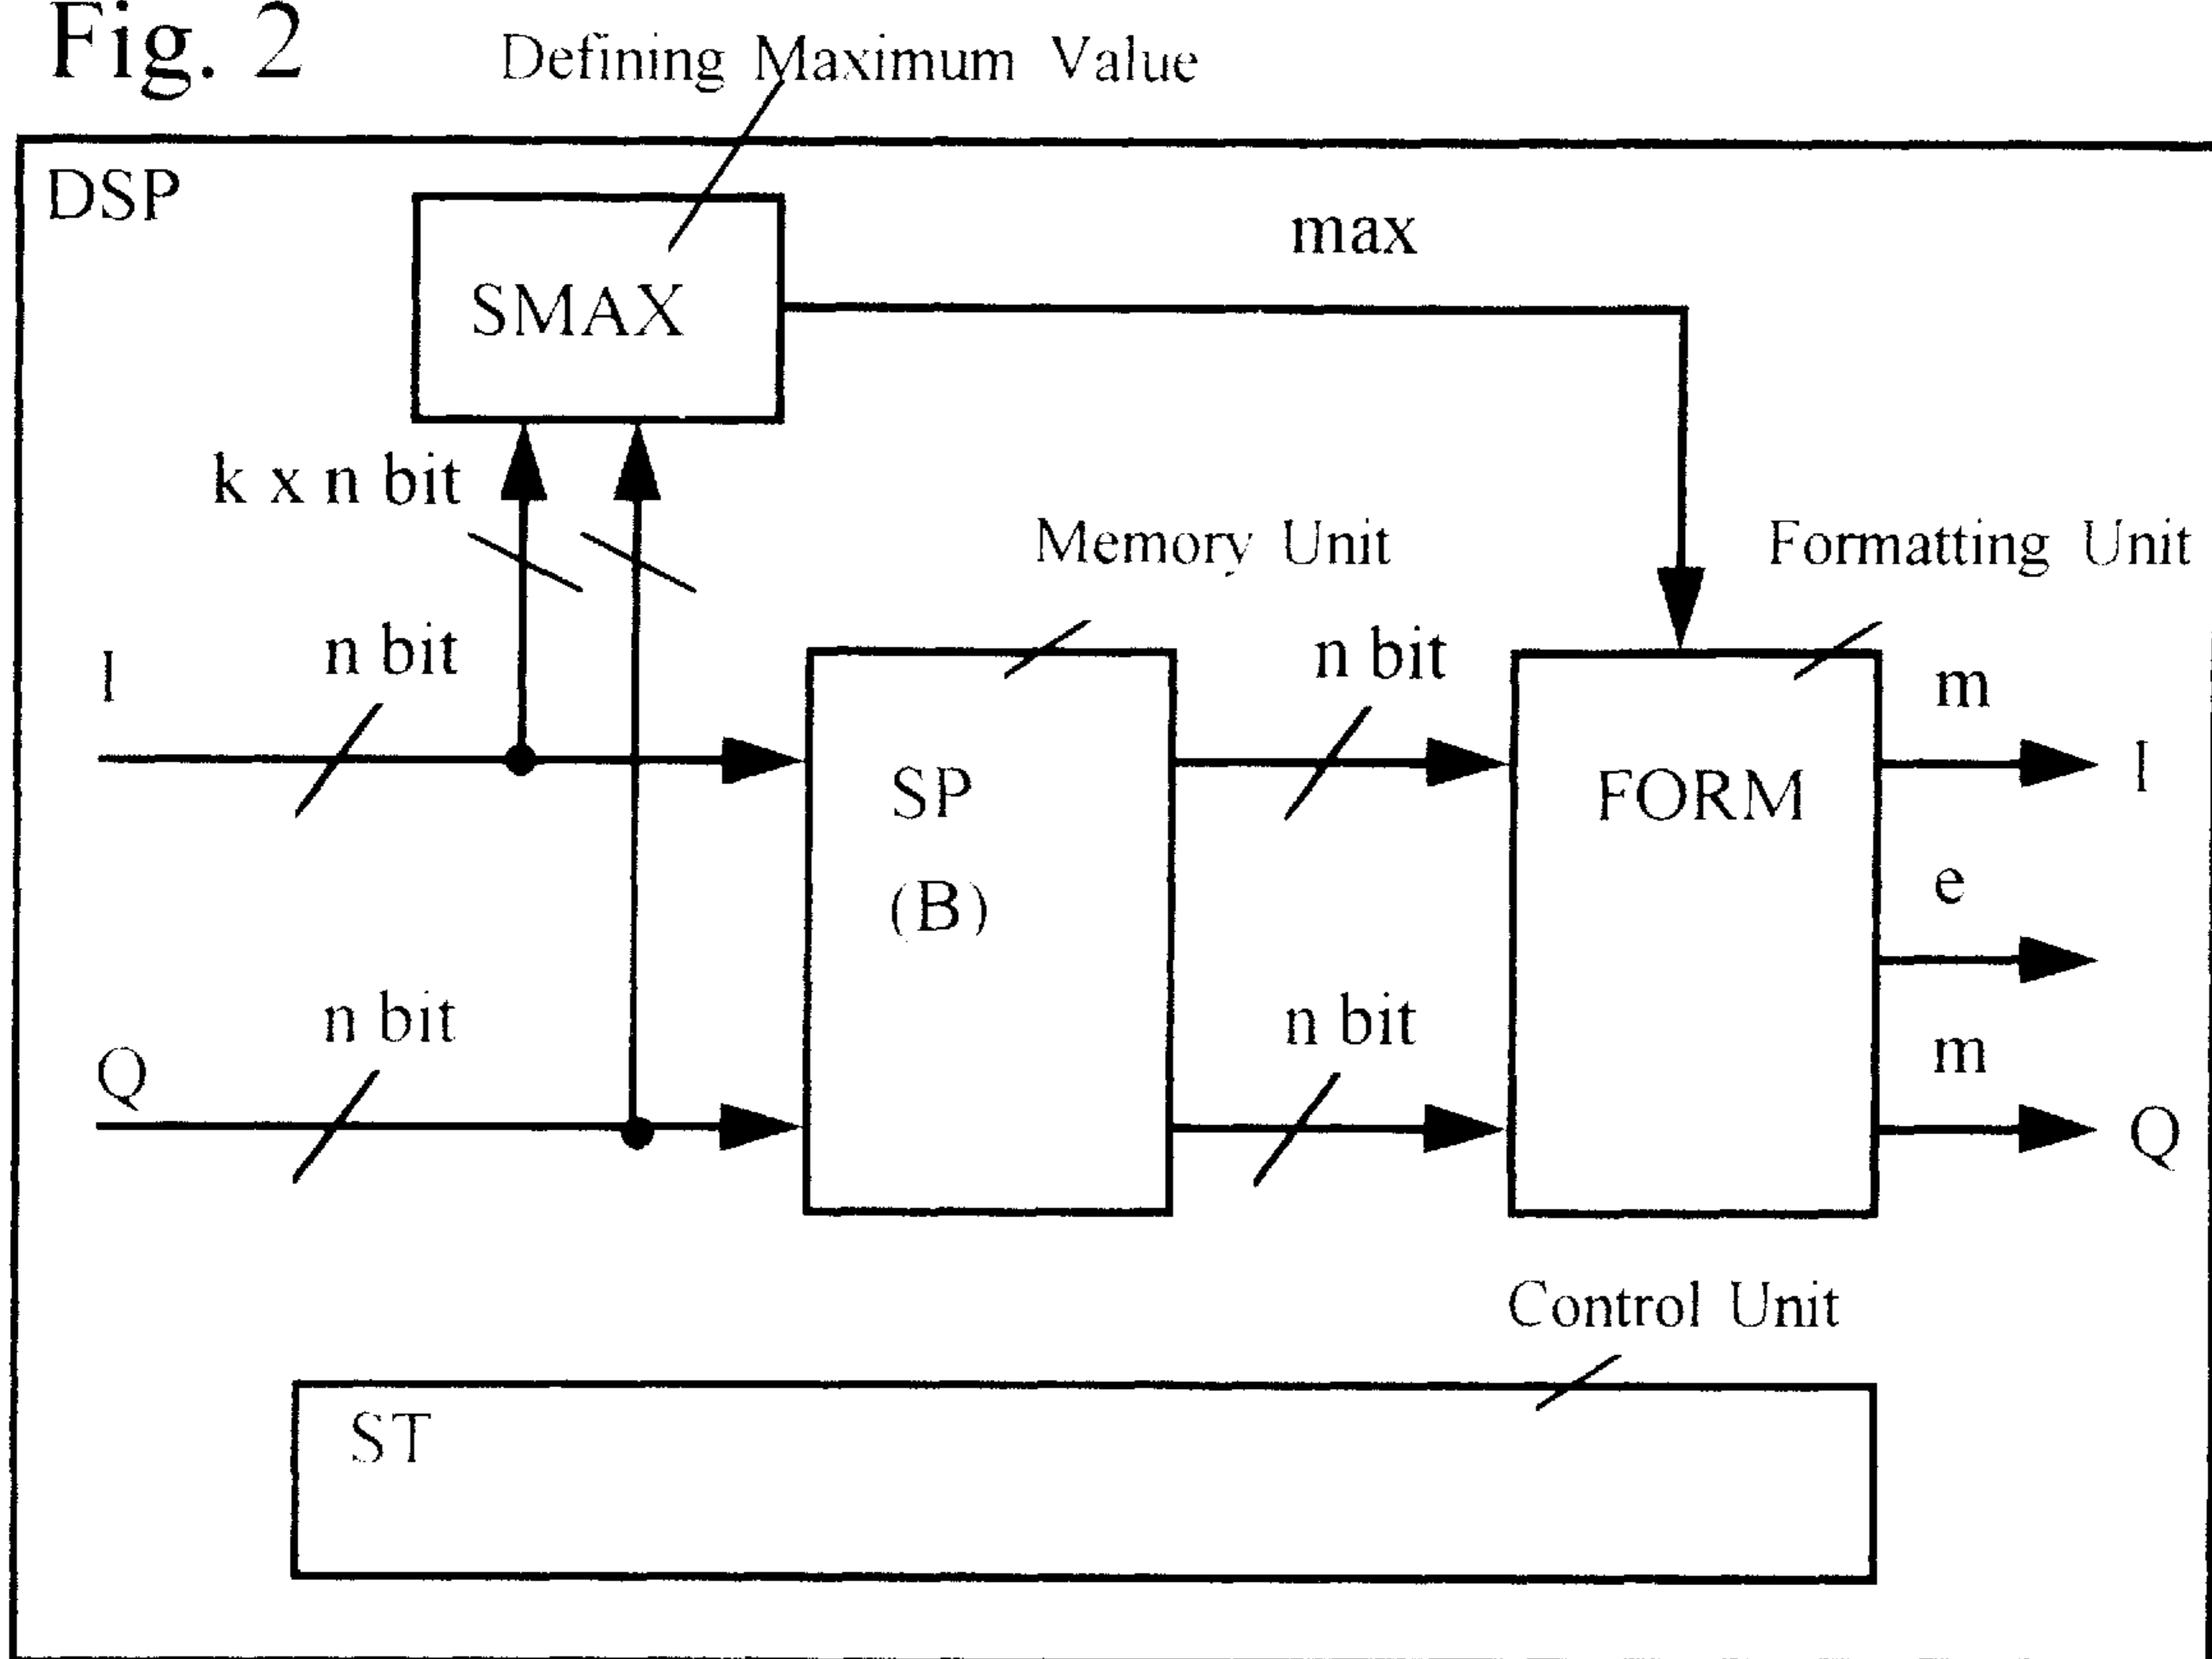 Fig. 2
Defining Maximum Value
DSP
max
SMAX
k x n bit
Memory Unit
Formatting Unit
I
n bit
n bit
m
SP
(B)
FORM
I
e
n bit
n bit
m
Q
Q
Control Unit
ST